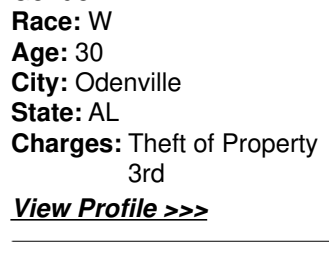 Race: W
Age: 30
City: Odenville
State: AL
Charges: Theft of Property
3rd
View Profile >>>